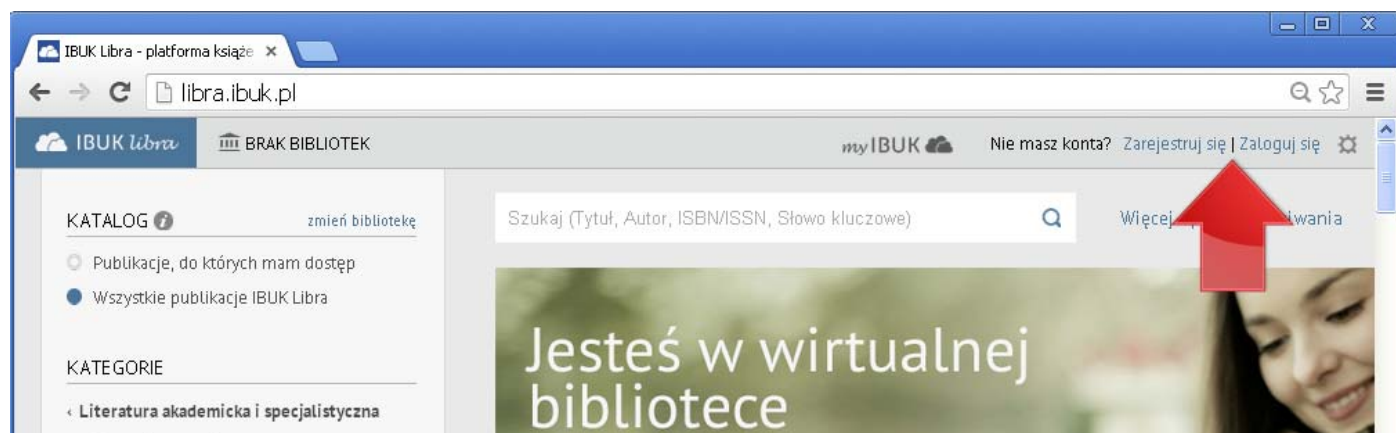 IBUK Libra - platforma książe
libra.ibuk.pl
IBUK libra
BRAK BIBLIOTEK
myIBUK
Nie masz konta? Zarejestruj się | Zaloguj się
KATALOG
zmień bibliotekę
Szukaj (Tytuł, Autor, ISBN/ISSN, Słowo kluczowe)
Więcej
Publikacje, do których mam dostęp
Wszystkie publikacje IBUK Libra
KATEGORIE
‹ Literatura akademicka i specjalistyczna
Jesteś w wirtualnej
bibliotece